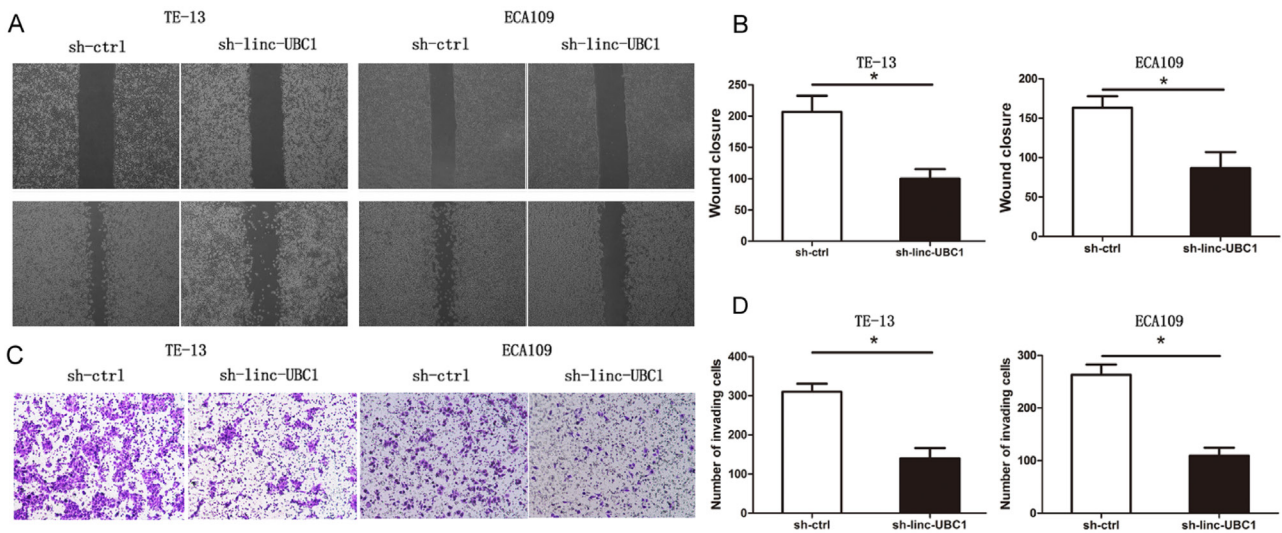 A
TE-13
ECA109
sh-ctrl
sh-linc-UBC1
sh-ctrl
sh-linc-UBC1
B
TE-13
*
Wound closure
250
200
150
100
50
0
sh-ctrl
sh-linc-UBC1
ECA109
*
Wound closure
200
150
100
50
0
sh-ctrl
sh-linc-UBC1
C
TE-13
ECA109
sh-ctrl
sh-linc-UBC1
sh-ctrl
sh-linc-UBC1
D
TE-13
*
Number of invading cells
400
300
200
100
0
sh-ctrl
sh-linc-UBC1
ECA109
*
Number of invading cells
300
200
100
0
sh-ctrl
sh-linc-UBC1